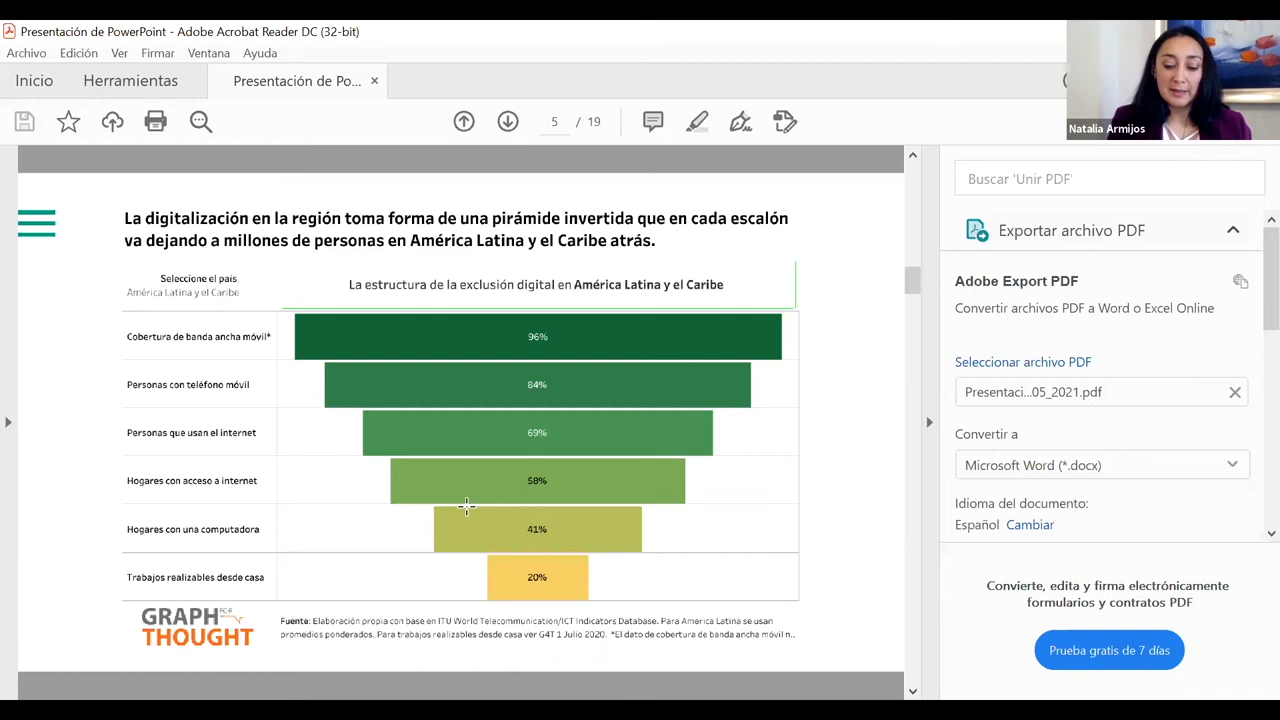 Presentación de PowerPoint - Adobe Acrobat Reader DC (32-bit)
Archivo Edición Ver Firmar Ventana Ayuda
Inicio Herramientas Presentación de Po... ×
5 / 19
Natalia Armijos
La digitalización en la región toma forma de una pirámide invertida que en cada escalón
va dejando a millones de personas en América Latina y el Caribe atrás.
Seleccione el país
América Latina y el Caribe
La estructura de la exclusión digital en América Latina y el Caribe
Cobertura de banda ancha móvil* 96%
Personas con teléfono móvil 84%
Personas que usan el internet 69%
Hogares con acceso a internet 58%
Hogares con una computadora 41%
Trabajos realizables desde casa 20%
GRAPH FOR
THOUGHT
Fuente: Elaboración propia con base en ITU World Telecommunication/ICT Indicators Database. Para America Latina se usan
promedios ponderados. Para trabajos realizables desde casa ver G4T 1 Julio 2020. *El dato de cobertura de banda ancha móvil n..
Buscar 'Unir PDF'
Exportar archivo PDF
Adobe Export PDF
Convertir archivos PDF a Word o Excel Online
Seleccionar archivo PDF
Presentaci...05_2021.pdf
Convertir a
Microsoft Word (*.docx)
Idioma del documento:
Español Cambiar
Convierte, edita y firma electrónicamente
formularios y contratos PDF
Prueba gratis de 7 días